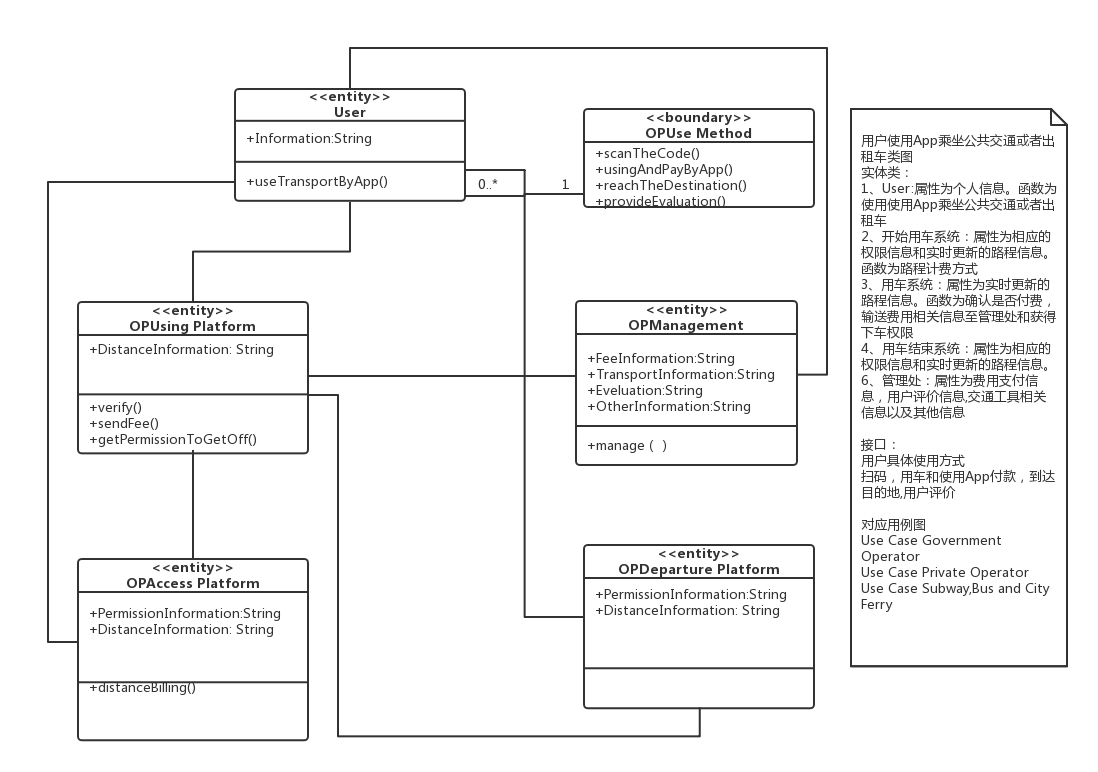 <<entity>>
User
+Information:String
+useTransportByApp()
0..*
1
<<boundary>>
OPUse Method
+scanTheCode()
+usingAndPayByApp()
+reachTheDestination()
+provideEvaluation()
<<entity>>
OPUsing Platform
+DistanceInformation: String
+verify()
+sendFee()
+getPermissionToGetOff()
<<entity>>
OPManagement
+FeeInformation:String
+TransportInformation:String
+Eveluation:String
+OtherInformation:String
+manage（ ）
<<entity>>
OPAccess Platform
+PermissionInformation:String
+DistanceInformation: String
+distanceBilling()
<<entity>>
OPDeparture Platform
+PermissionInformation:String
+DistanceInformation: String
用户使用App乘坐公共交通或者出
租车类图
实体类：
1、User:属性为个人信息。函数为
使用使用App乘坐公共交通或者出
租车
2、开始用车系统：属性为相应的
权限信息和实时更新的路程信息。
函数为路程计费方式
3、用车系统：属性为实时更新的
路程信息。函数为确认是否付费，
输送费用相关信息至管理处和获得
下车权限
4、用车结束系统：属性为相应的
权限信息和实时更新的路程信息。
6、管理处：属性为费用支付信
息，用户评价信息,交通工具相关
信息以及其他信息
接口：
用户具体使用方式
扫码，用车和使用App付款，到达
目的地,用户评价
对应用例图
Use Case Government
Operator
Use Case Private Operator
Use Case Subway,Bus and City
Ferry